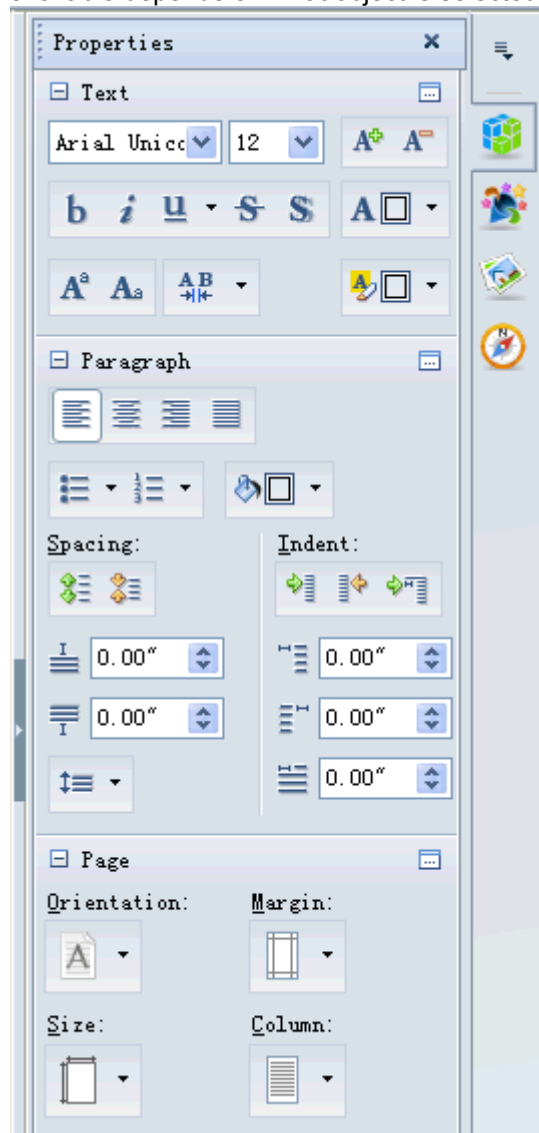 Properties
Text
Arial Unicc 12
Paragraph
Spacing: Indent:
0.00" 0.00"
0.00" 0.00"
0.00"
Page
Orientation: Margin:
Size: Column: